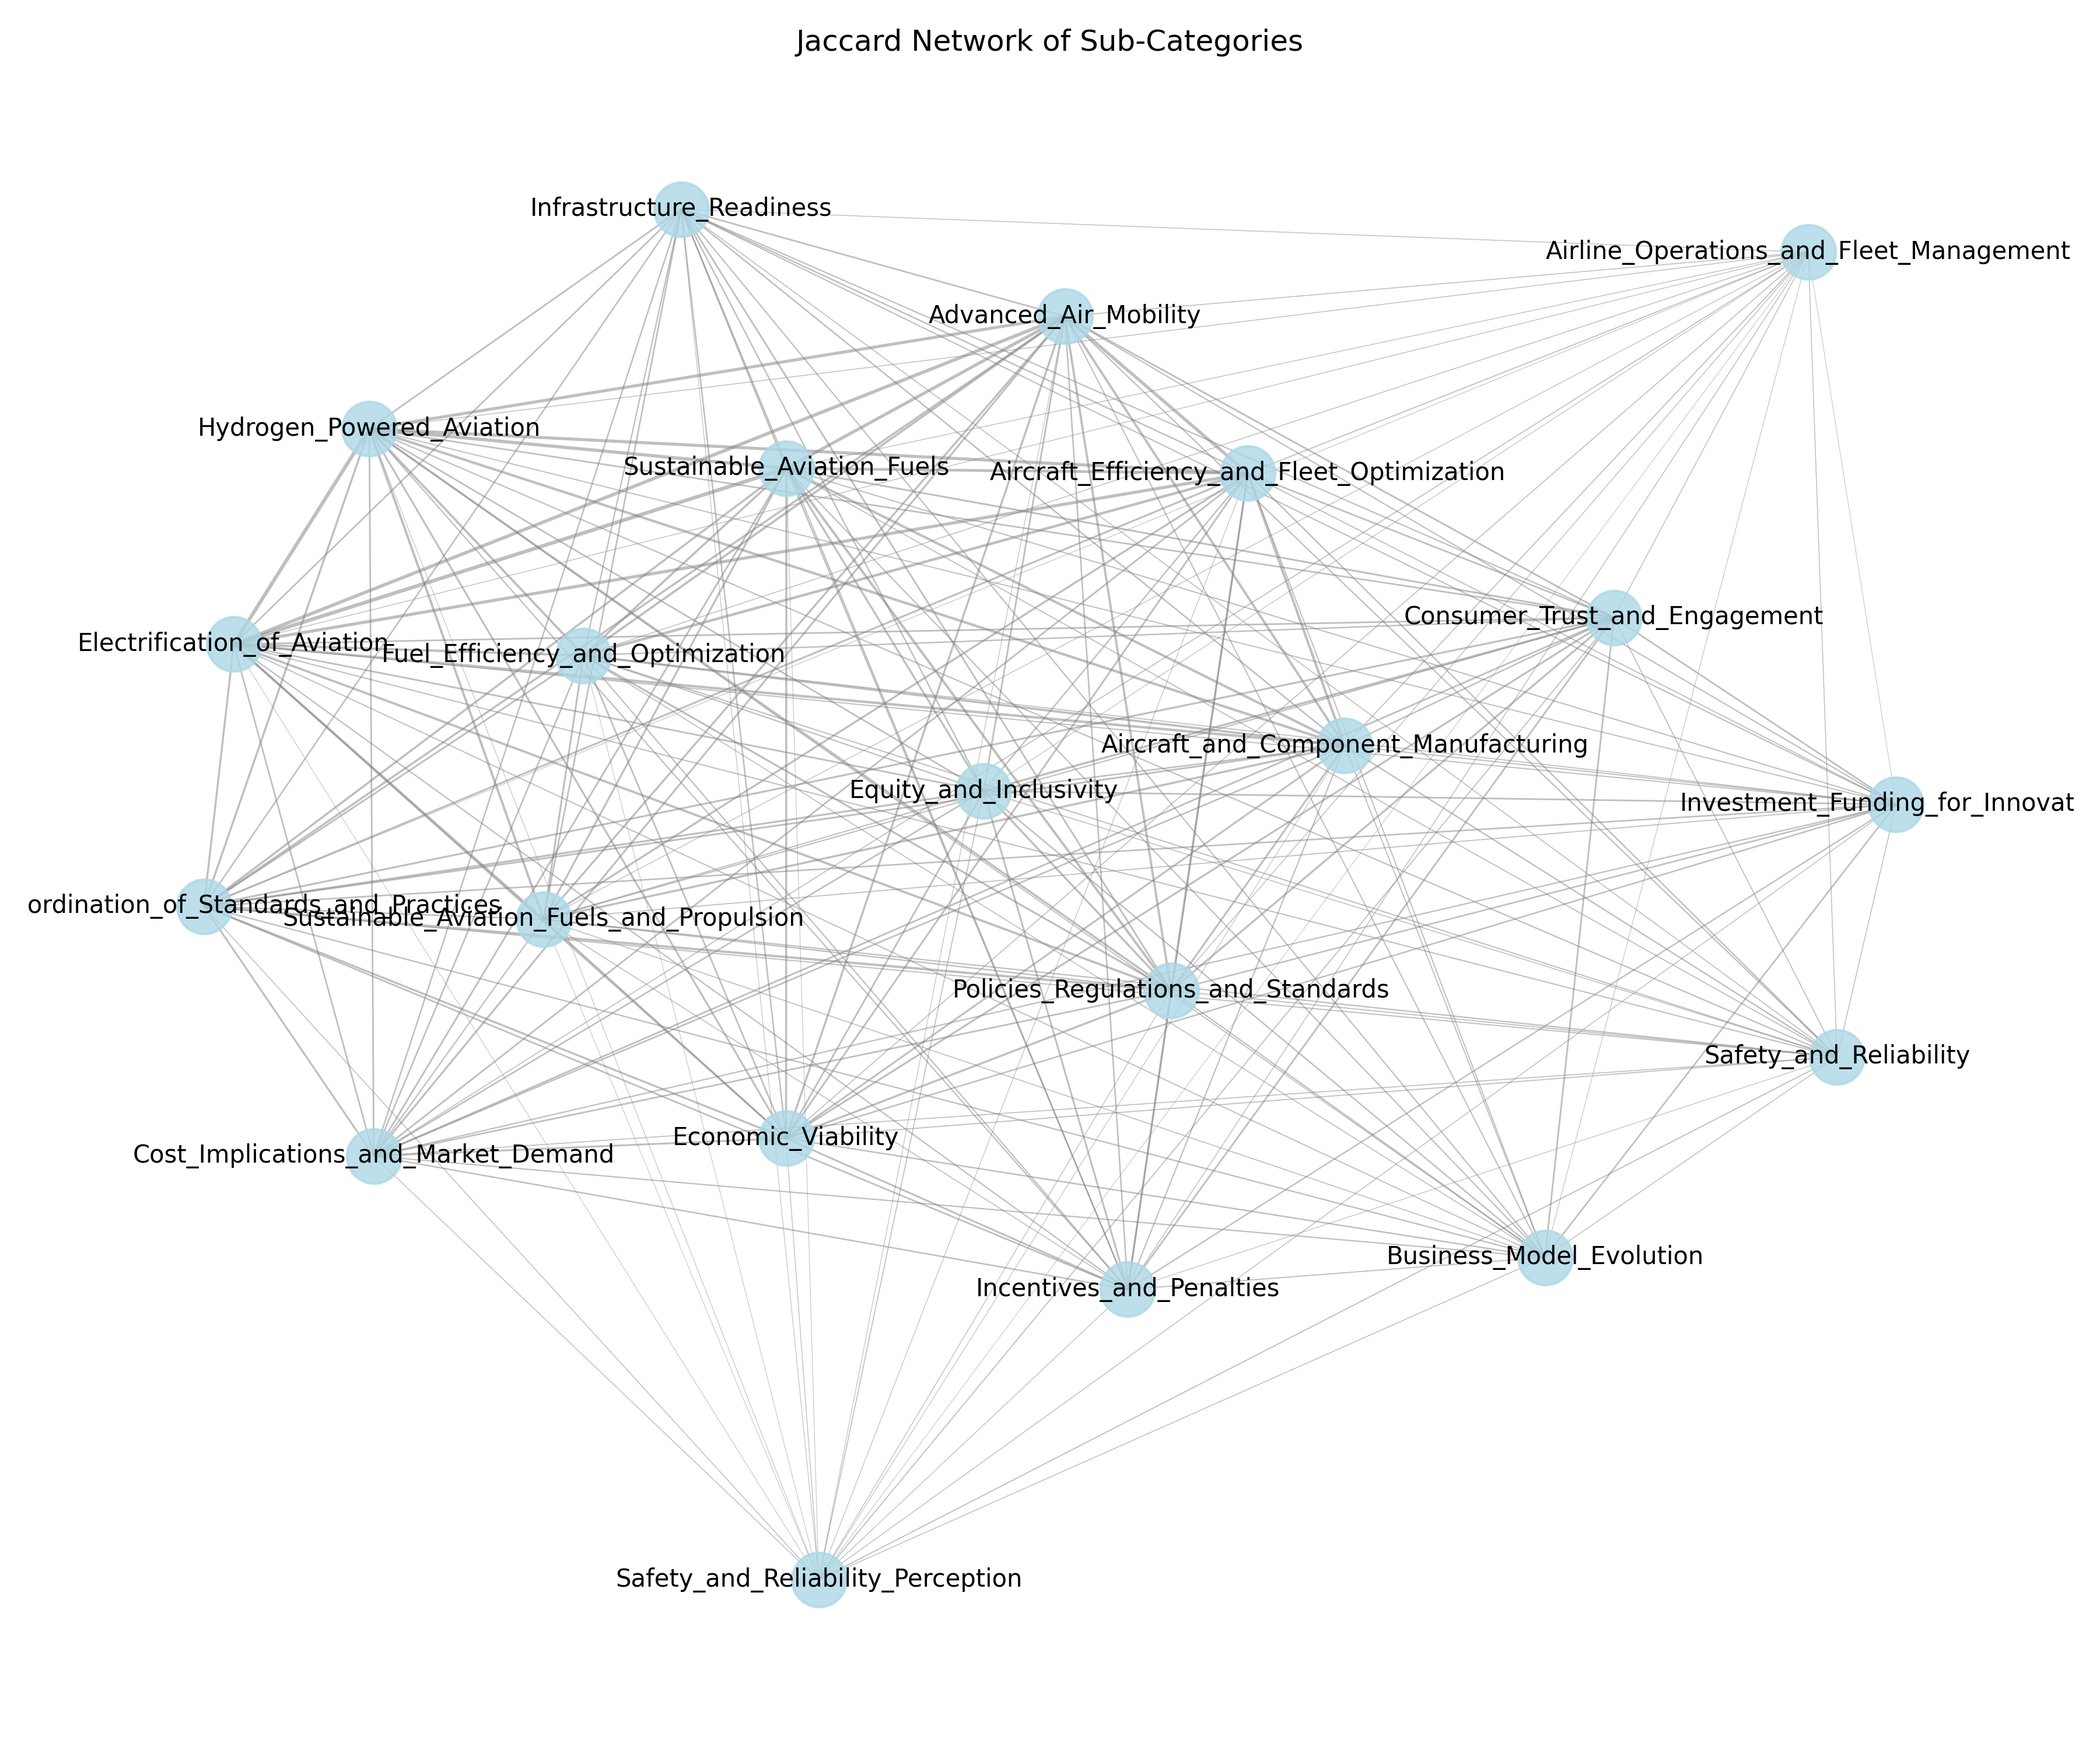 Jaccard Network of Sub-Categories
Infrastructure_Readiness
Airline_Operations_and_Fleet_Management
Advanced_Air_Mobility
Hydrogen_Powered_Aviation
Sustainable_Aviation_Fuels
Aircraft_Efficiency_and_Fleet_Optimization
Consumer_Trust_and_Engagement
Electrification_of_Aviation
Fuel_Efficiency_and_Optimization
Aircraft_and_Component_Manufacturing
Equity_and_Inclusivity
Investment_Funding_for_Innovat
ordination_of_Standards_and_Practices
Sustainable_Aviation_Fuels_and_Propulsion
Policies_Regulations_and_Standards
Safety_and_Reliability
Economic_Viability
Cost_Implications_and_Market_Demand
Business_Model_Evolution
Incentives_and_Penalties
Safety_and_Reliability_Perception